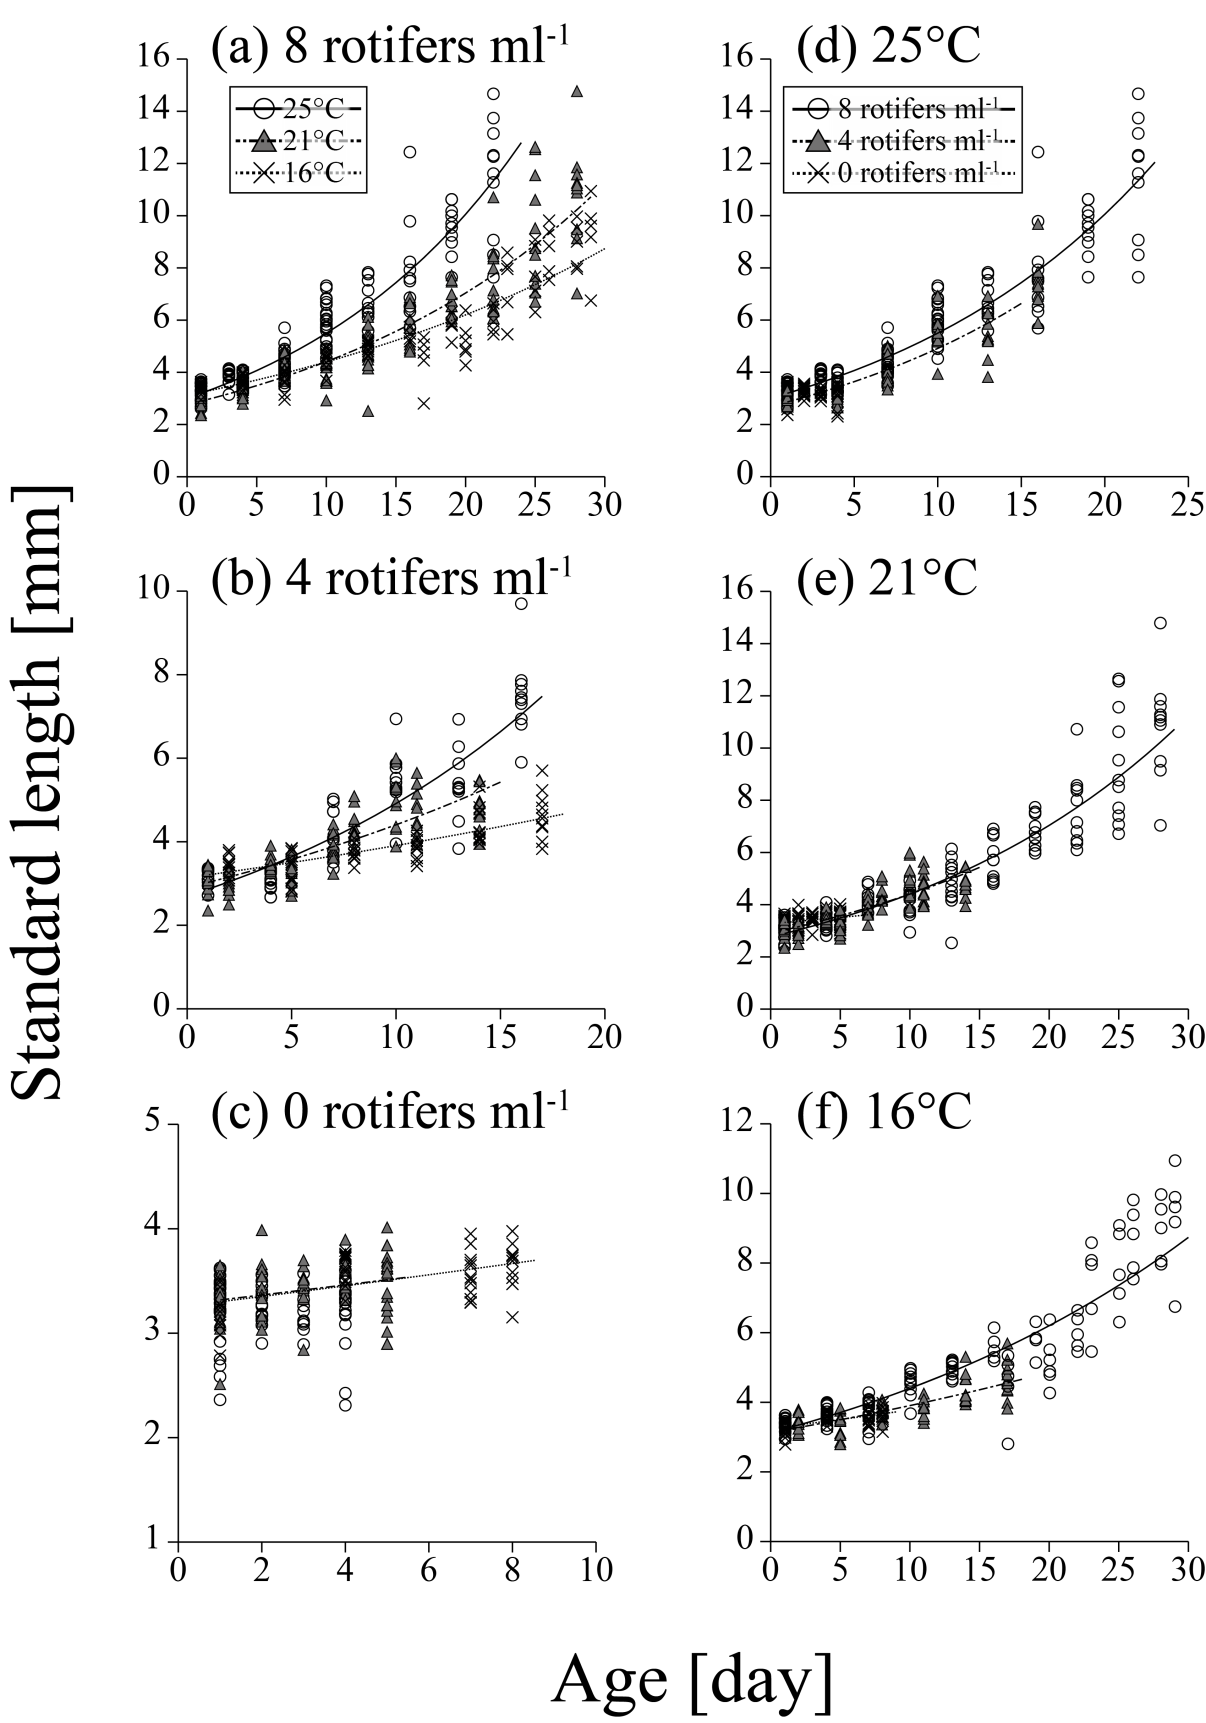 (a) 8 rotifers ml-1
16
14
12
10
8
6
4
2
0
25°C
21°C
16°C
0 5 10 15 20 25 30
(d) 25°C
16
14
12
10
8
6
4
2
0
8 rotifers ml-1
4 rotifers ml-1
0 rotifers ml-1
0 5 10 15 20 25
Standard length [mm]
(b) 4 rotifers ml-1
10
8
6
4
2
0
0 5 10 15 20
(e) 21°C
16
14
12
10
8
6
4
2
0
0 5 10 15 20 25 30
(c) 0 rotifers ml-1
5
4
3
2
1
0 2 4 6 8 10
(f) 16°C
12
10
8
6
4
2
0
0 5 10 15 20 25 30
Age [day]